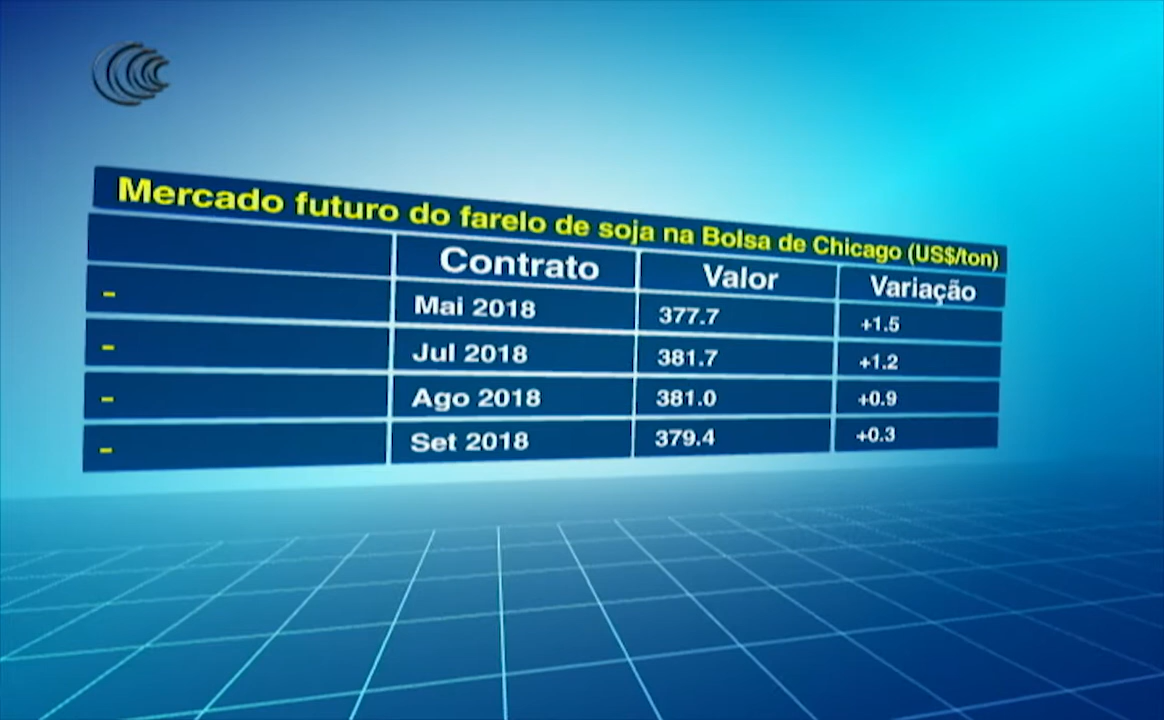 Mercado futuro do farelo de soja na Bolsa de Chicago (US$/ton)
Contrato Valor Variação
- Mai 2018 377.7 +1.5
- Jul 2018 381.7 +1.2
- Ago 2018 381.0 +0.9
- Set 2018 379.4 +0.3